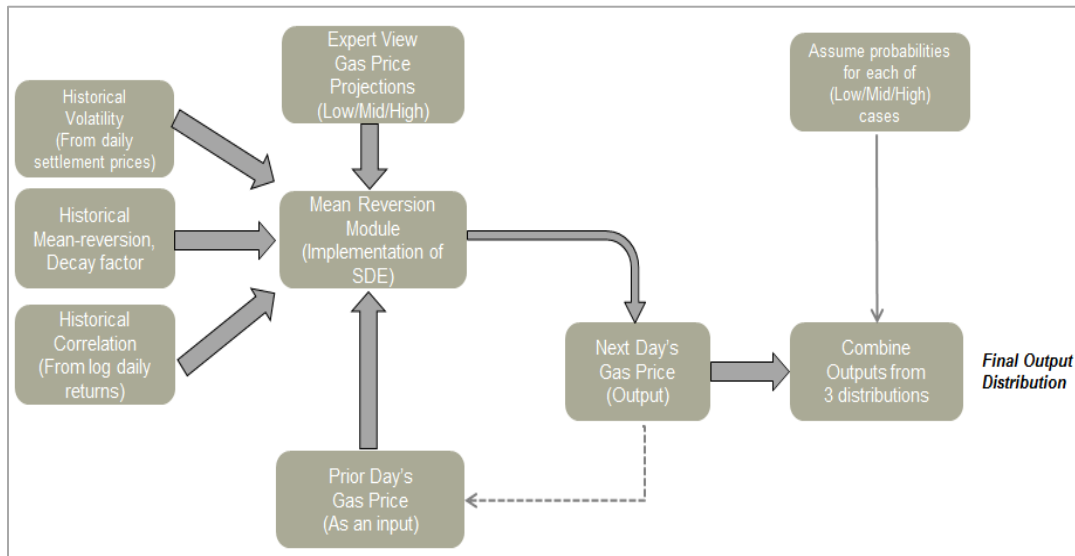 Expert View
Gas Price
Projections
(Low/Mid/High)
Assume probabilities
for each of
(Low/Mid/High)
cases
Historical
Volatility
(From daily
settlement prices)
Historical
Mean-reversion,
Decay factor
Mean Reversion
Module
(Implementation of
SDE)
Historical
Correlation
(From log daily
returns)
Next Day's
Gas Price
(Output)
Combine
Outputs from
3 distributions
Final Output
Distribution
Prior Day's
Gas Price
(As an input)